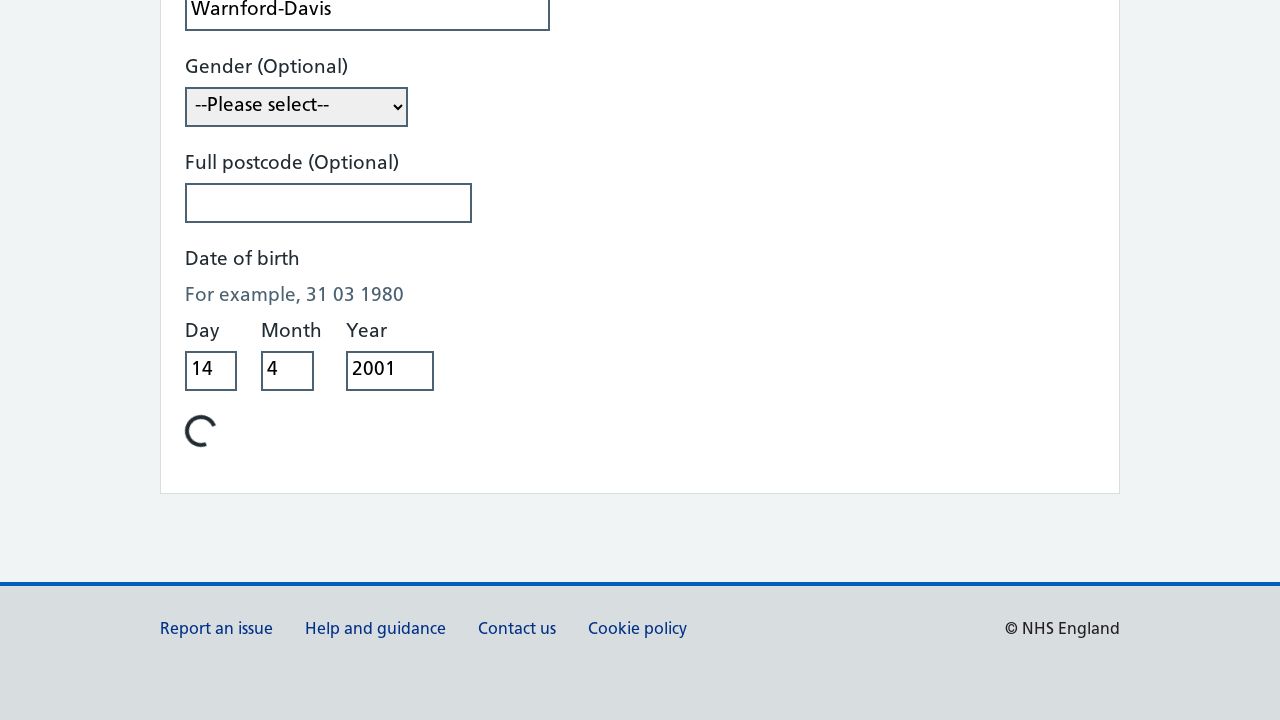 Warnford-Davis
Gender (Optional)
--Please select--
Full postcode (Optional)
Date of birth
For example, 31 03 1980
Day Month Year
14 4 2001
Report an issue Help and guidance Contact us Cookie policy © NHS England